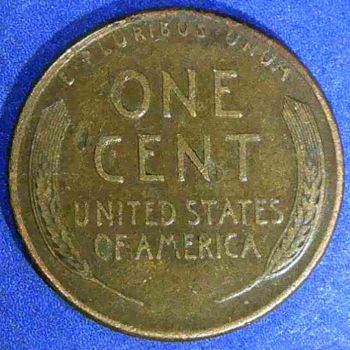 E·PLURIBUS·UNUM
ONE
CENT
UNITED STATES
OF AMERICA